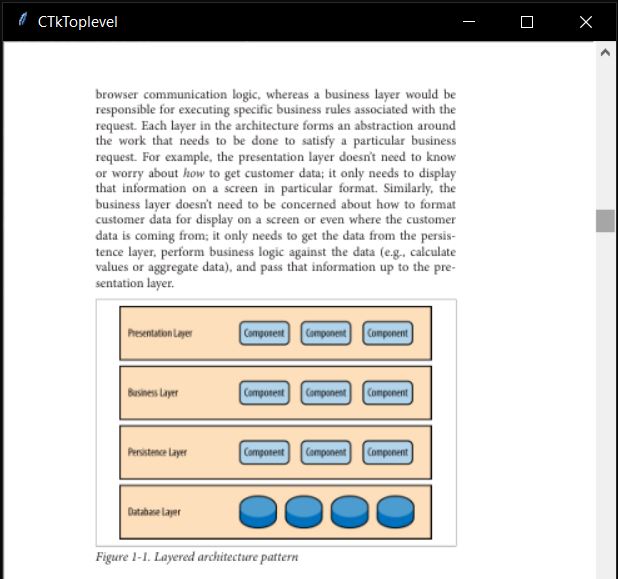 CTkToplevel
browser communication logic, whereas a business layer would be
responsible for executing specific business rules associated with the
request. Each layer in the architecture forms an abstraction around
the work that needs to be done to satisfy a particular business
request. For example, the presentation layer doesn't need to know
or worry about how to get customer data; it only needs to display
that information on a screen in particular format. Similarly, the
business layer doesn't need to be concerned about how to format
customer data for display on a screen or even where the customer
data is coming from; it only needs to get the data from the persis-
tence layer, perform business logic against the data (e.g., calculate
values or aggregate data), and pass that information up to the pre-
sentation layer.
Presentation Layer Component Component Component
Business Layer Component Component Component
Persistence Layer Component Component Component
Database Layer
Figure 1-1. Layered architecture pattern